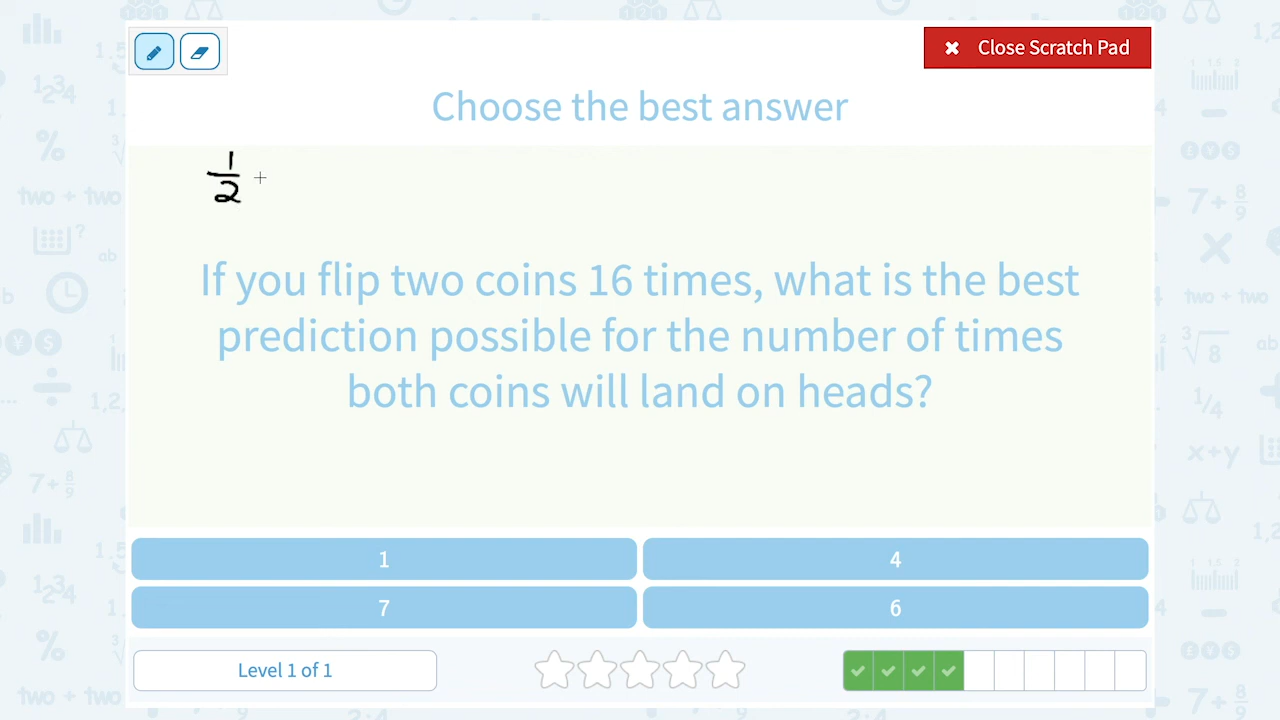 Close Scratch Pad
Choose the best answer
1/2
If you flip two coins 16 times, what is the best
prediction possible for the number of times
both coins will land on heads?
1
4
7
6
Level 1 of 1